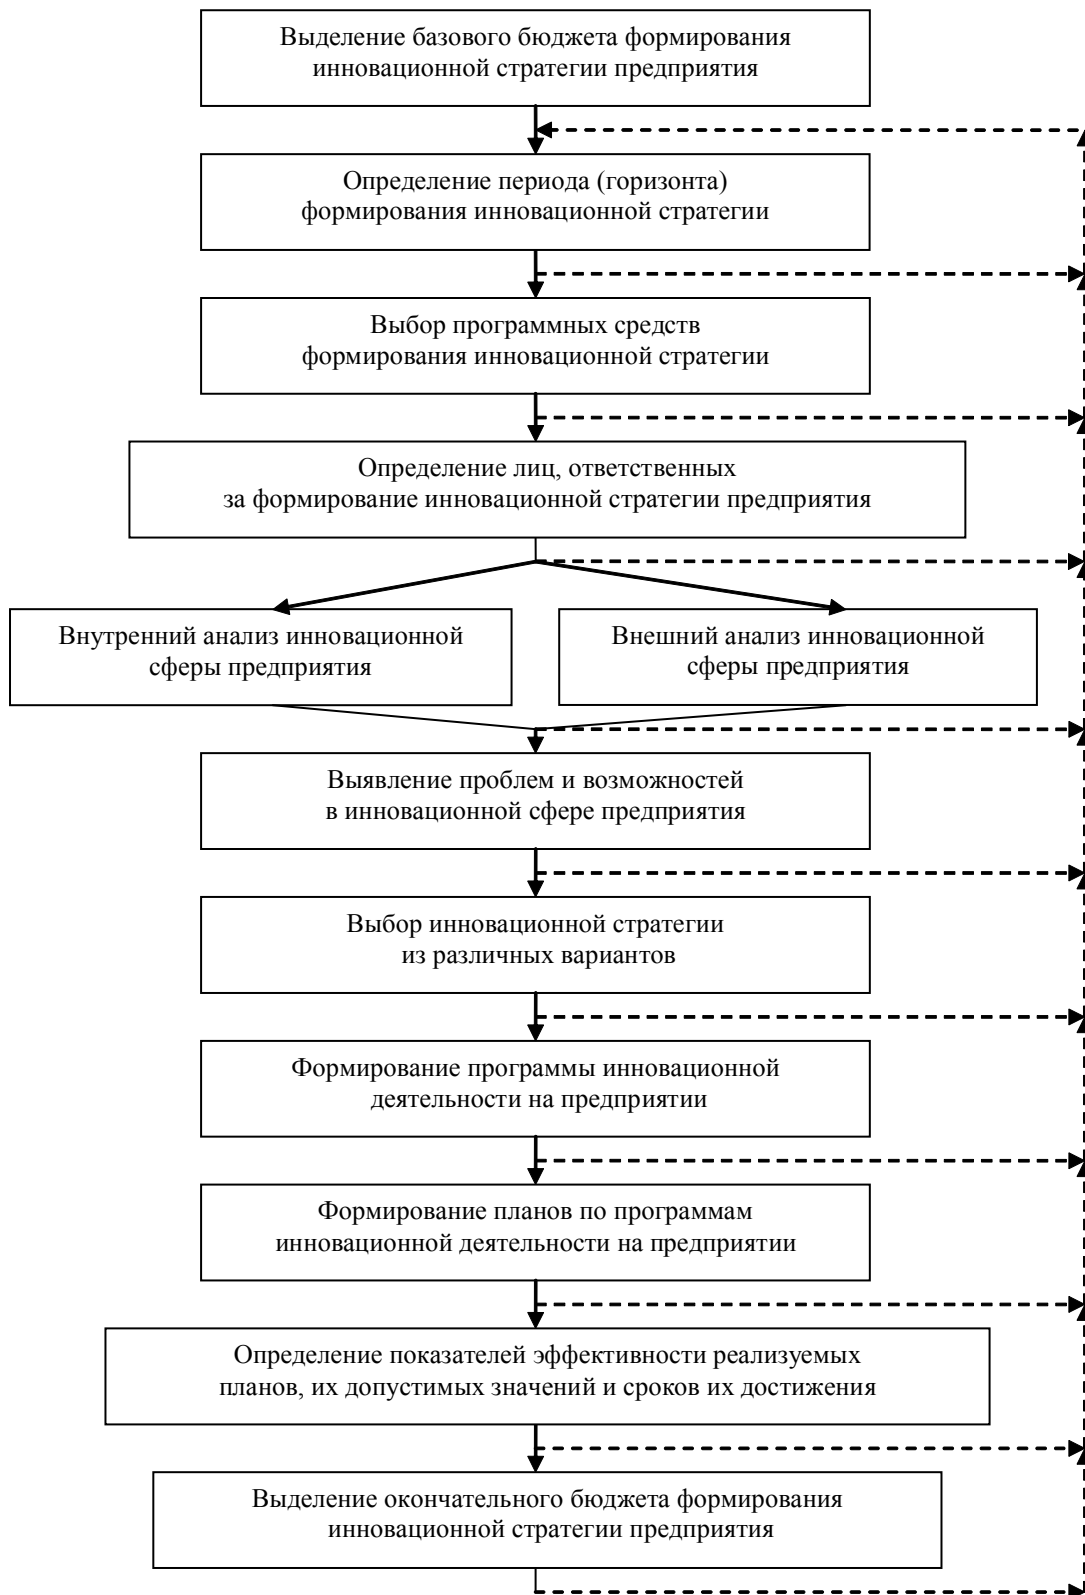 Выделение базового бюджета формирования
инновационной стратегии предприятия
Определение периода (горизонта)
формирования инновационной стратегии
Выбор программных средств
формирования инновационной стратегии
Определение лиц, ответственных
за формирование инновационной стратегии предприятия
Внутренний анализ инновационной
сферы предприятия
Внешний анализ инновационной
сферы предприятия
Выявление проблем и возможностей
в инновационной сфере предприятия
Выбор инновационной стратегии
из различных вариантов
Формирование программы инновационной
деятельности на предприятии
Формирование планов по программам
инновационной деятельности на предприятии
Определение показателей эффективности реализуемых
планов, их допустимых значений и сроков их достижения
Выделение окончательного бюджета формирования
инновационной стратегии предприятия